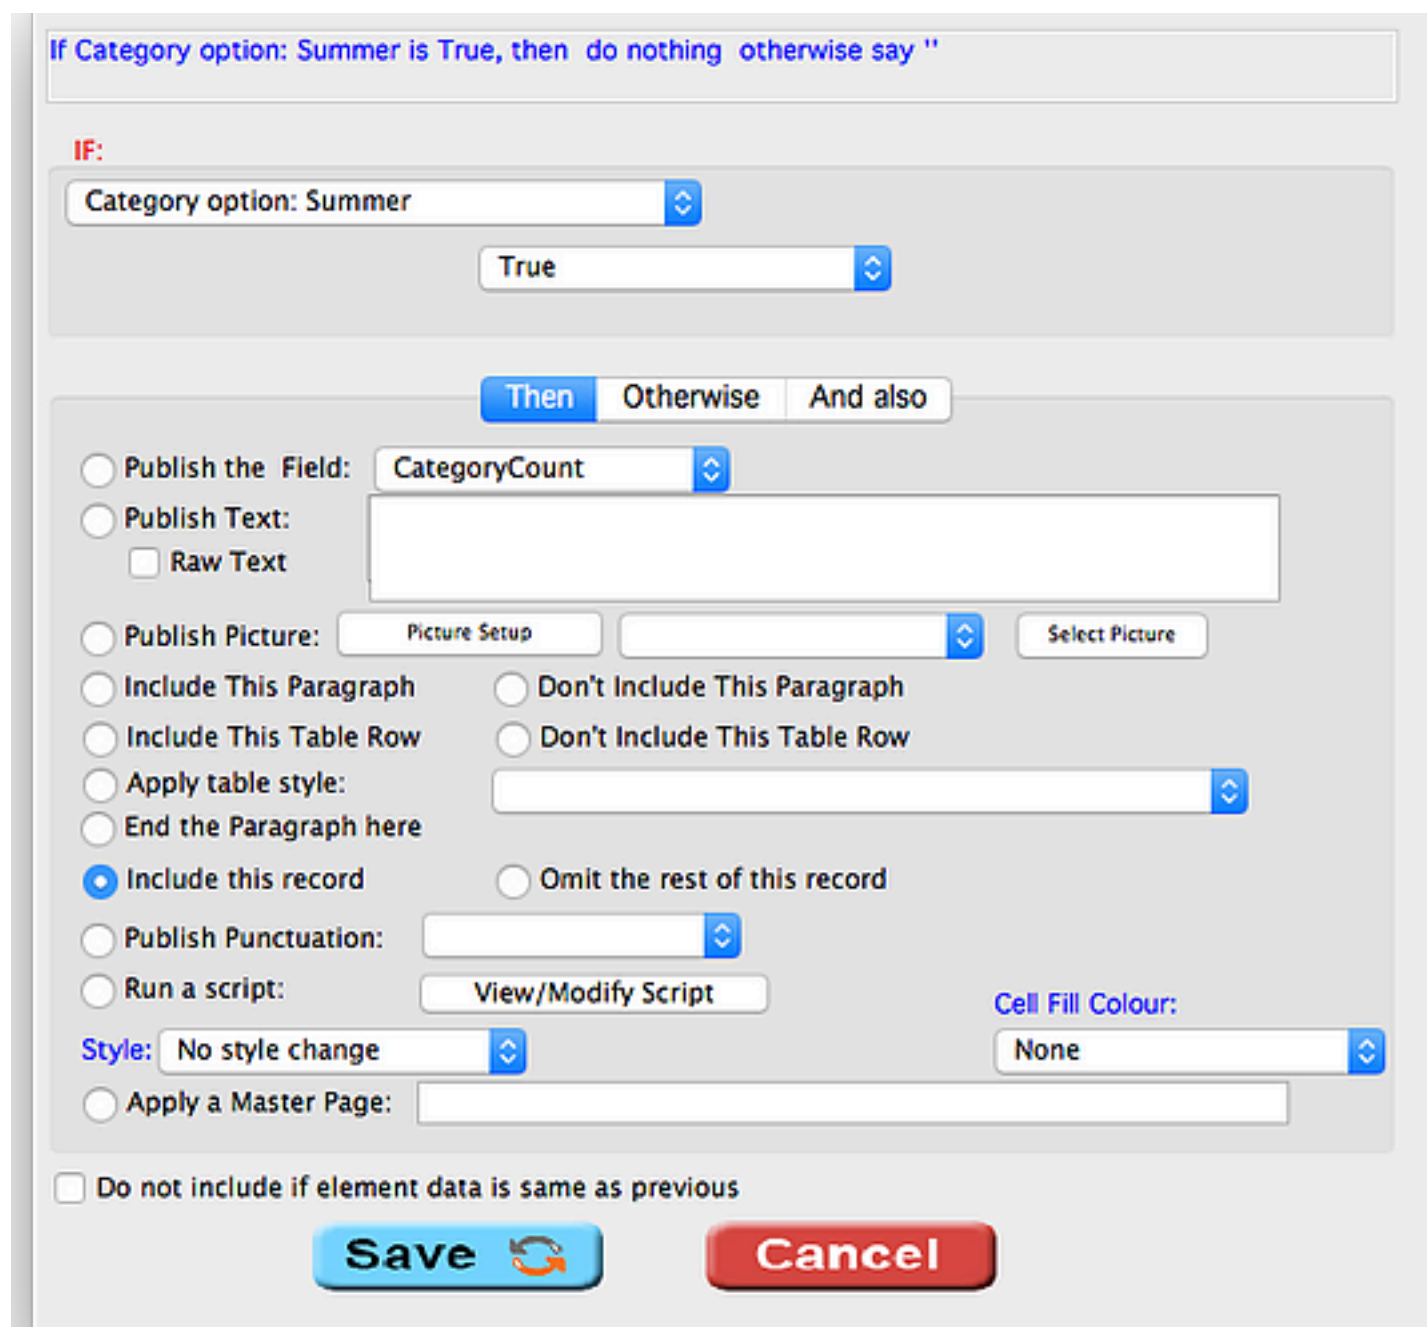 If Category option: Summer is True, then  do nothing  otherwise say ''
IF:
Category option: Summer
True
Then Otherwise And also
Publish the  Field: CategoryCount
Publish Text:
Raw Text
Publish Picture: Picture Setup Select Picture
Include This Paragraph Don't Include This Paragraph
Include This Table Row Don't Include This Table Row
Apply table style:
End the Paragraph here
Include this record Omit the rest of this record
Publish Punctuation:
Run a script: View/Modify Script
Cell Fill Colour:
Style: No style change None
Apply a Master Page:
Do not include if element data is same as previous
Save Cancel